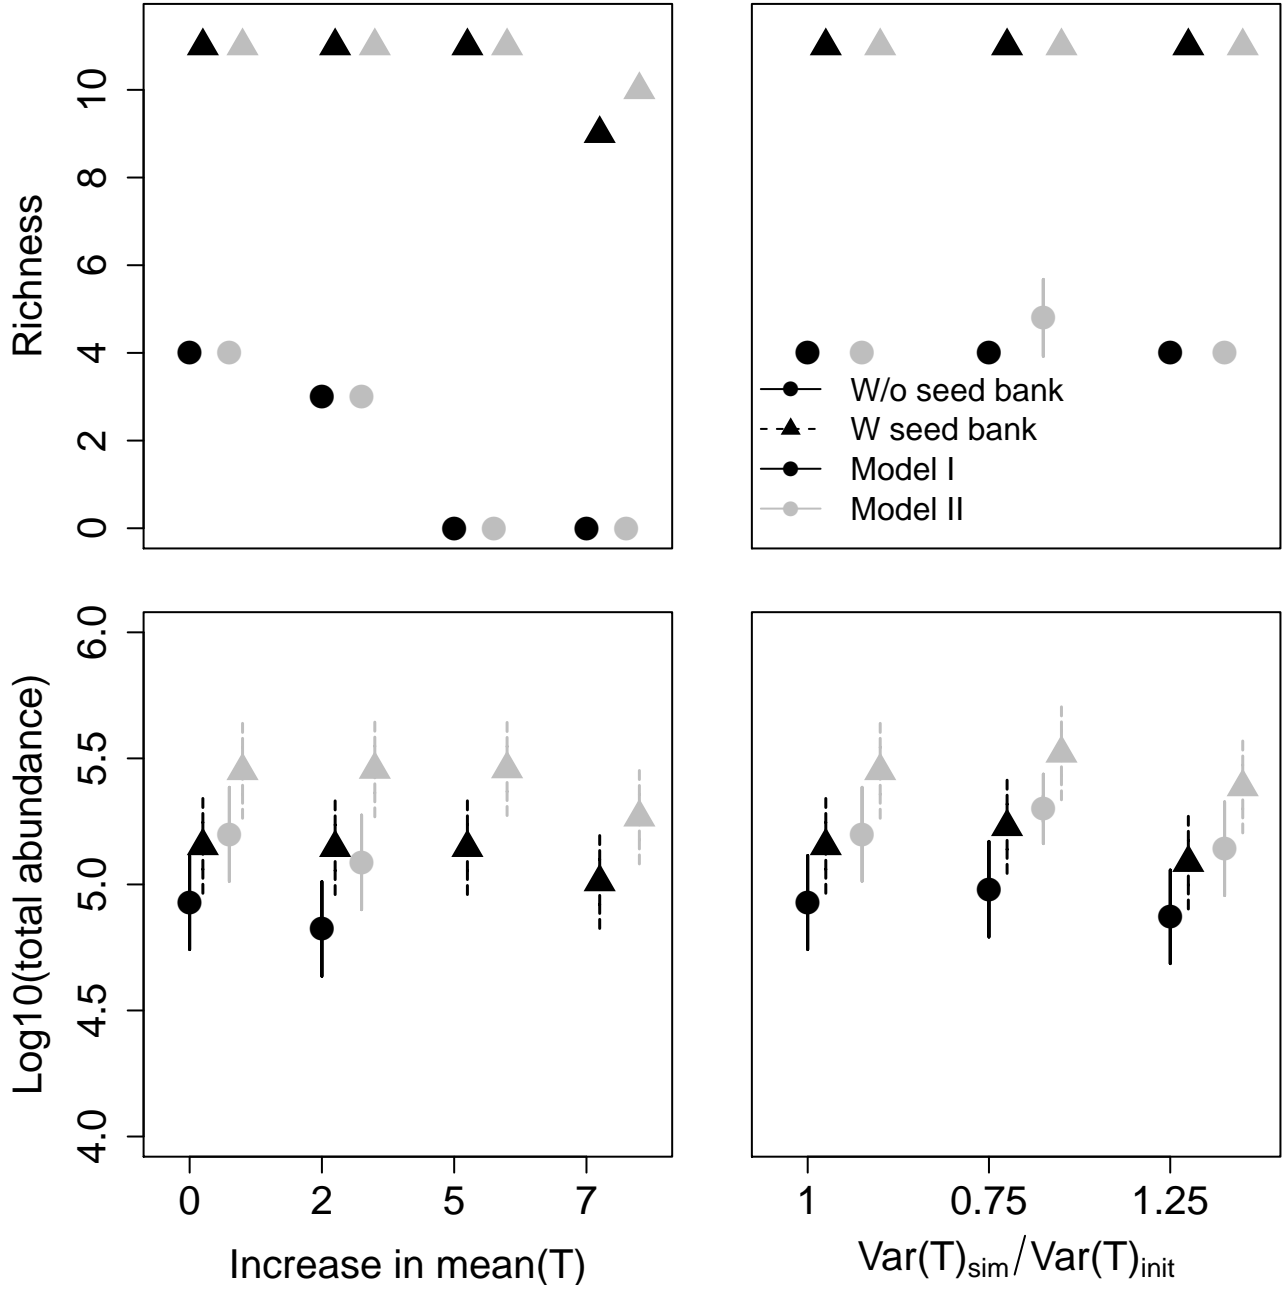 Richness
10
8
6
4
2
0
W/o seed bank
W seed bank
Model I
Model II
Log10(total abundance)
6.0
5.5
5.0
4.5
4.0
0 2 5 7
Increase in mean(T)
1 0.75 1.25
Var(T)sim/Var(T)init